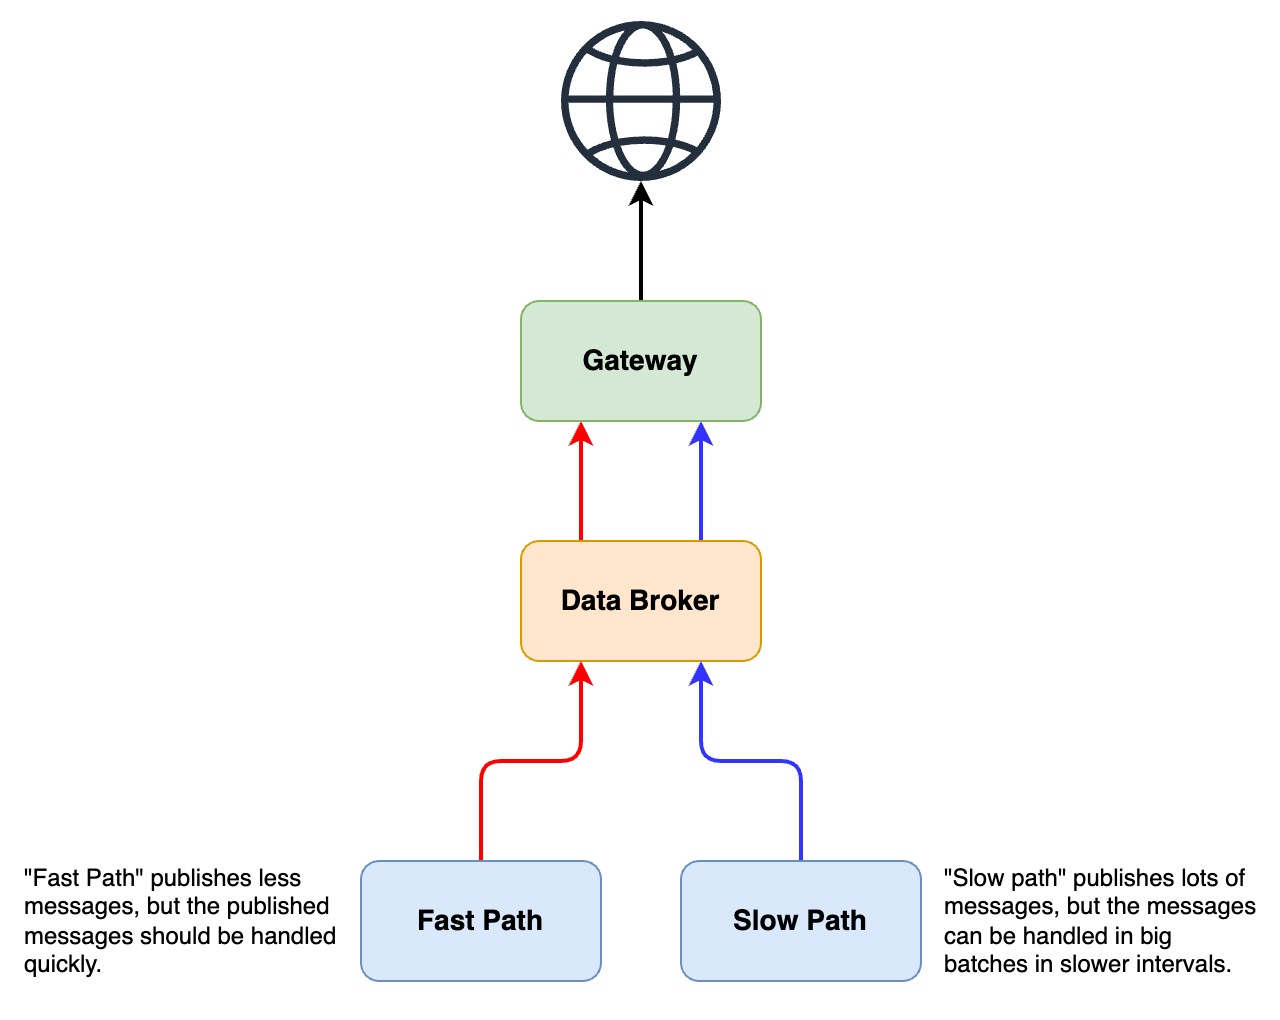 Gateway
Data Broker
"Fast Path" publishes less
messages, but the published
messages should be handled
quickly.
Fast Path
Slow Path
"Slow path" publishes lots of
messages, but the messages
can be handled in big
batches in slower intervals.